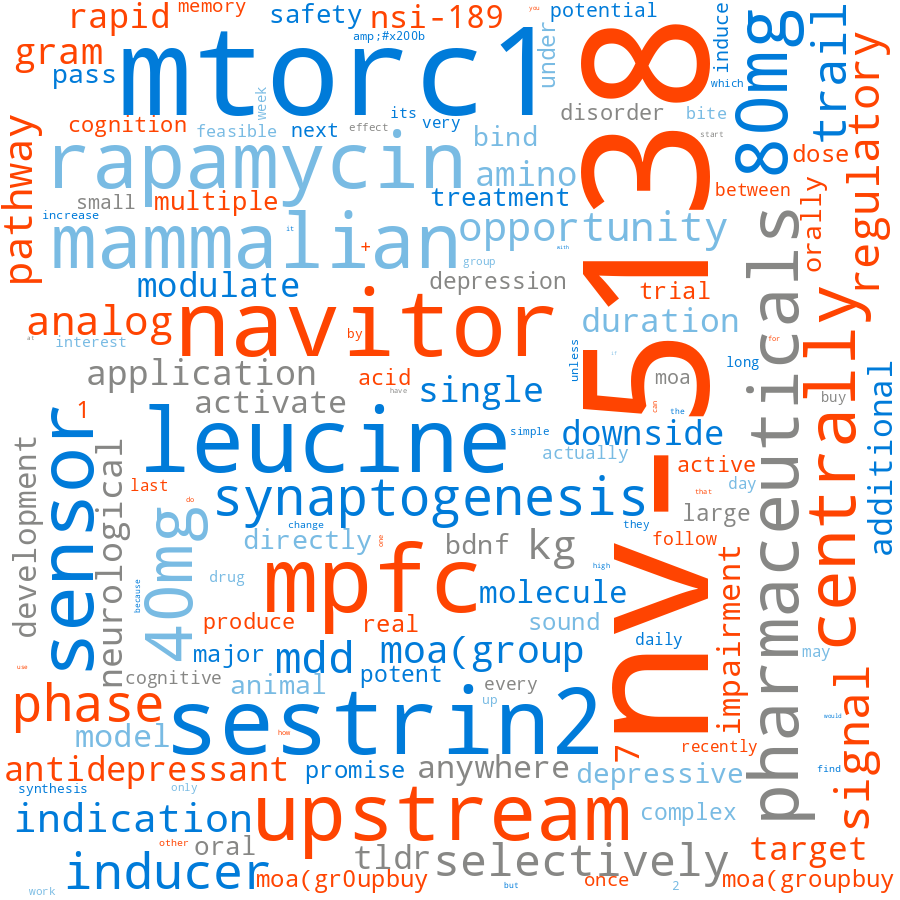 rapid
memory
safety
nsi-189
you
potential
induce
80mg
trail
gram
pass
mtorc1
amp;#x200b
under
nv-5138
which
regulatory
week
its
very
disorder
bite
cognition
feasible
next
effect
bind
start
pathway
rapamycin
amino
dose
between
small
multiple
treatment
orally
increase
mammalian
it
+
opportunity
with
group
modulate
depression
trial
pharmaceuticals
centrally
analog
navitor
by
duration
for
at
interest
unless
if
long
application
acid
single
moa
have
activate
buy
additional
sensor
1
leucine
can
the
simple
downside
development
neurological
actually
active
last
synaptogenesis
day
that
do
40mg
change
they
large
directly
one
bdnf
kg
follow
high
because
drug
mpfc
molecule
impairment
produce
real
sound
daily
major
mdd
moa(group
may
use
cognitive
animal
potent
every
phase
up
signal
sestrin2
model
how
7
would
recently
antidepressant
promise
anywhere
depressive
find
synthesis
only
indication
upstream
complex
other
oral
tldr
selectively
target
inducer
moa(gr0upbuy
once
2
moa(groupbuy
work
but